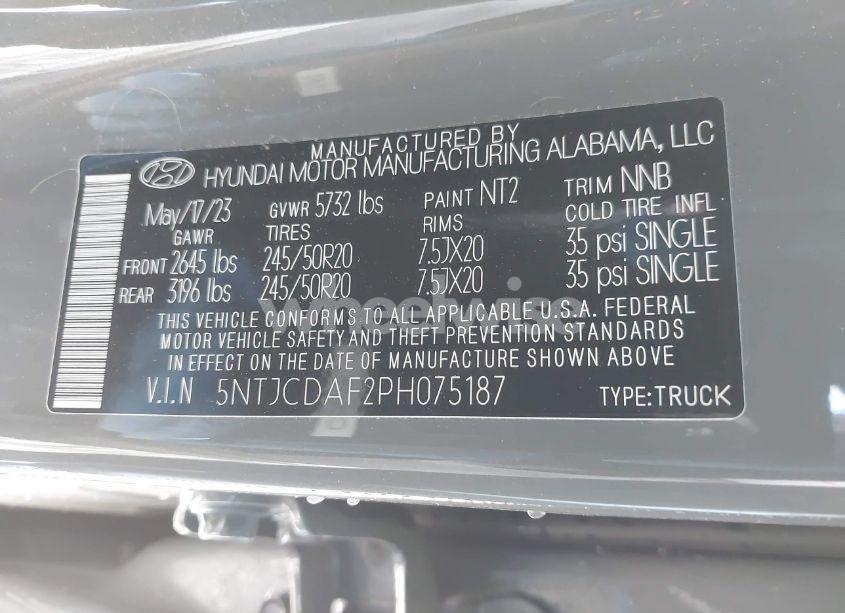 MANUFACTURED BY
HYUNDAI MOTOR MANUFACTURING ALABAMA, LLC
May/17/23 GVWR 5732 lbs PAINT NT2 TRIM NNB
GAWR TIRES RIMS COLD TIRE INFL
FRONT 2645 lbs 245/50R20 7.5JX20 35 psi SINGLE
REAR 3196 lbs 245/50R20 7.5JX20 35 psi SINGLE
THIS VEHICLE CONFORMS TO ALL APPLICABLE U.S.A. FEDERAL
MOTOR VEHICLE SAFETY AND THEFT PREVENTION STANDARDS
IN EFFECT ON THE DATE OF MANUFACTURE SHOWN ABOVE
V.I.N 5NTJCDAF2PH075187 TYPE:TRUCK